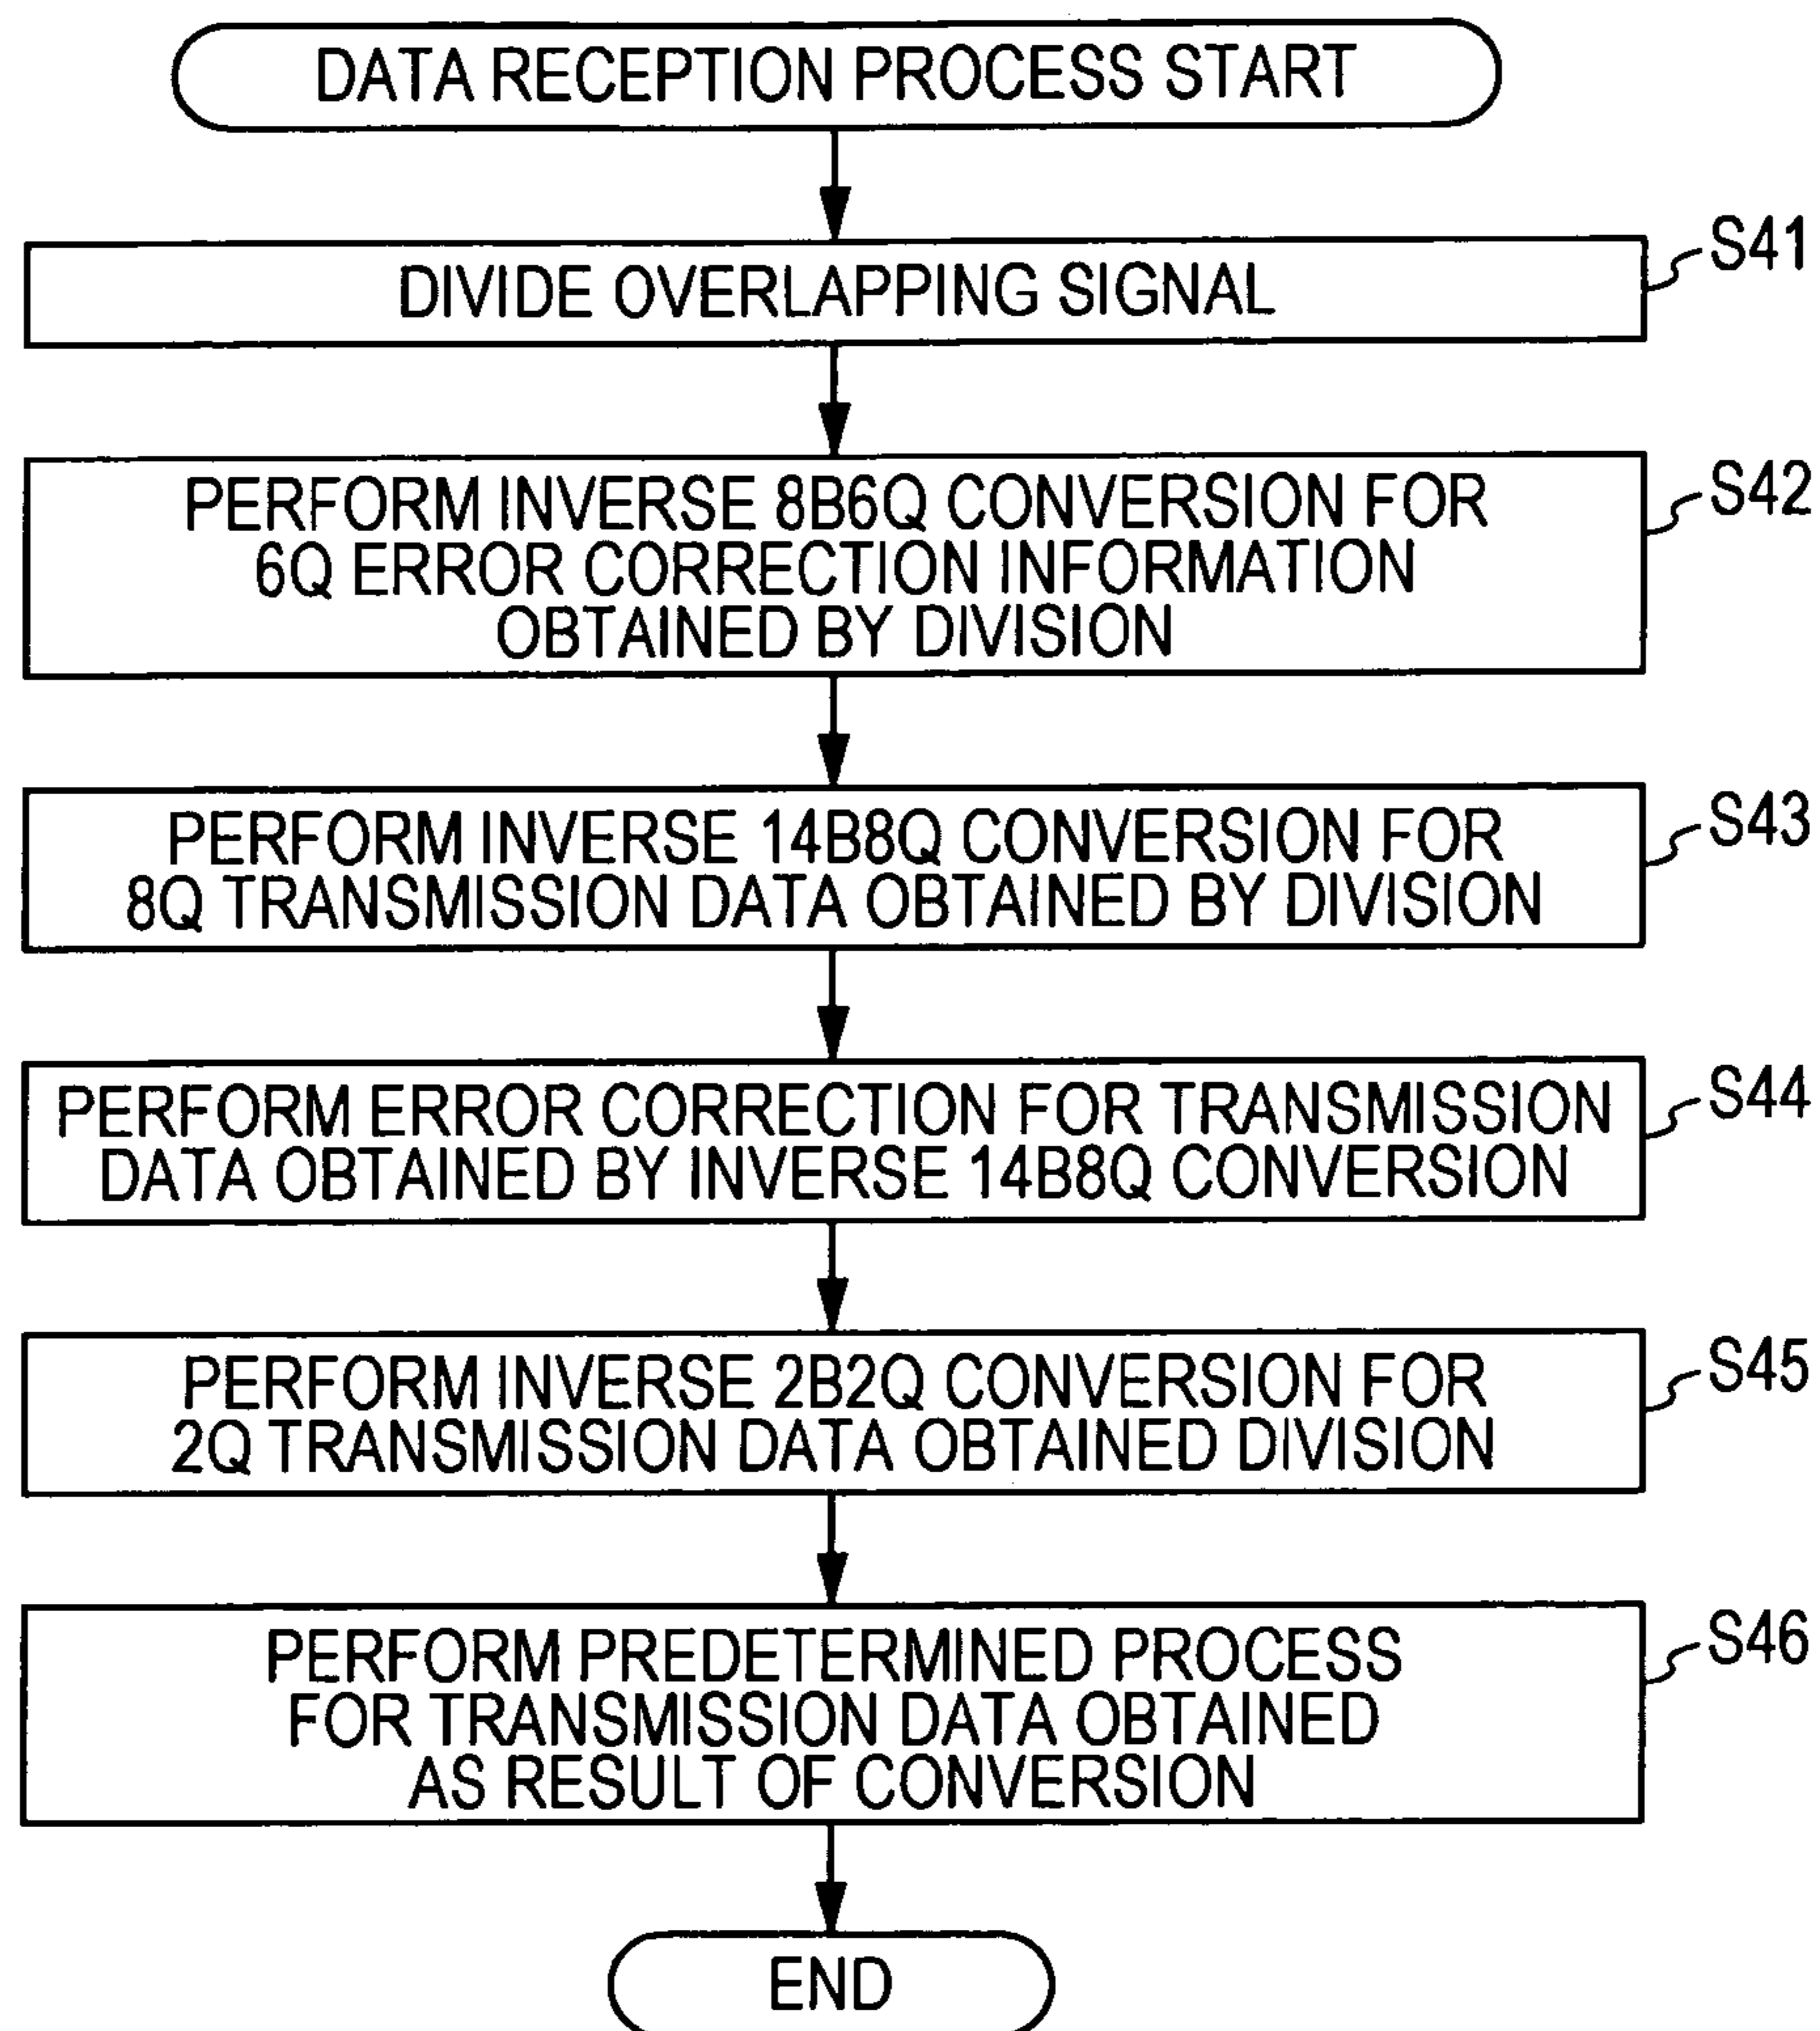 DATA RECEPTION PROCESS START
DIVIDE OVERLAPPING SIGNAL
S41
PERFORM INVERSE 8B6Q CONVERSION FOR
6Q ERROR CORRECTION INFORMATION
OBTAINED BY DIVISION
S42
PERFORM INVERSE 14B8Q CONVERSION FOR
8Q TRANSMISSION DATA OBTAINED BY DIVISION
S43
PERFORM ERROR CORRECTION FOR TRANSMISSION
DATA OBTAINED BY INVERSE 14B8Q CONVERSION
S44
PERFORM INVERSE 2B2Q CONVERSION FOR
2Q TRANSMISSION DATA OBTAINED DIVISION
S45
PERFORM PREDETERMINED PROCESS
FOR TRANSMISSION DATA OBTAINED
AS RESULT OF CONVERSION
S46
END